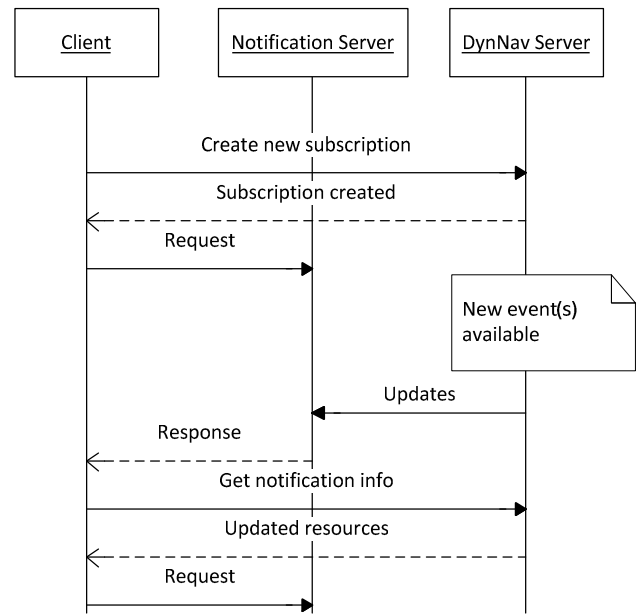 Client
Notification Server
DynNav Server
Create new subscription
Subscription created
Request
New event(s)
available
Updates
Response
Get notification info
Updated resources
Request